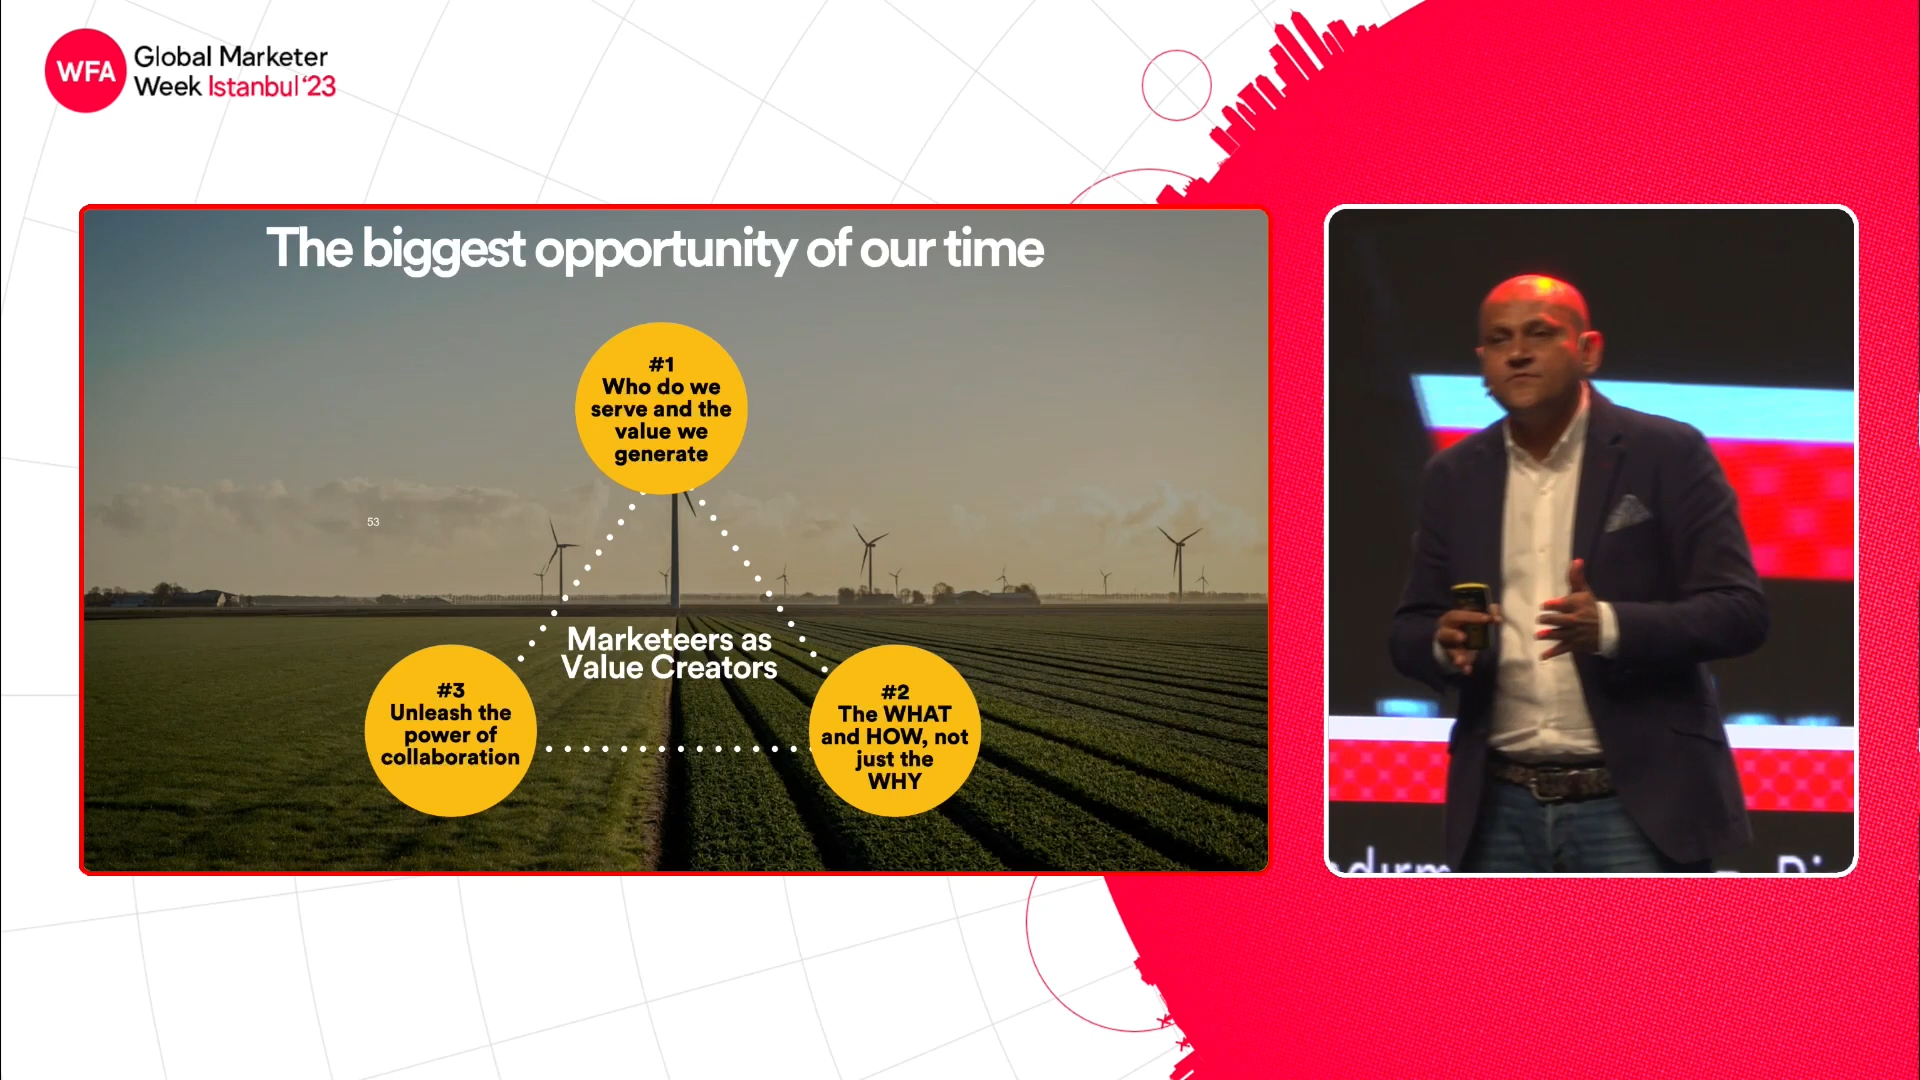 WFA
Global Marketer
Week Istanbul '23
The biggest opportunity of our time
#1
Who do we
serve and the
value we
generate
53
Marketeers as
Value Creators
#3
Unleash the
power of
collaboration
#2
The WHAT
and HOW, not
just the
WHY